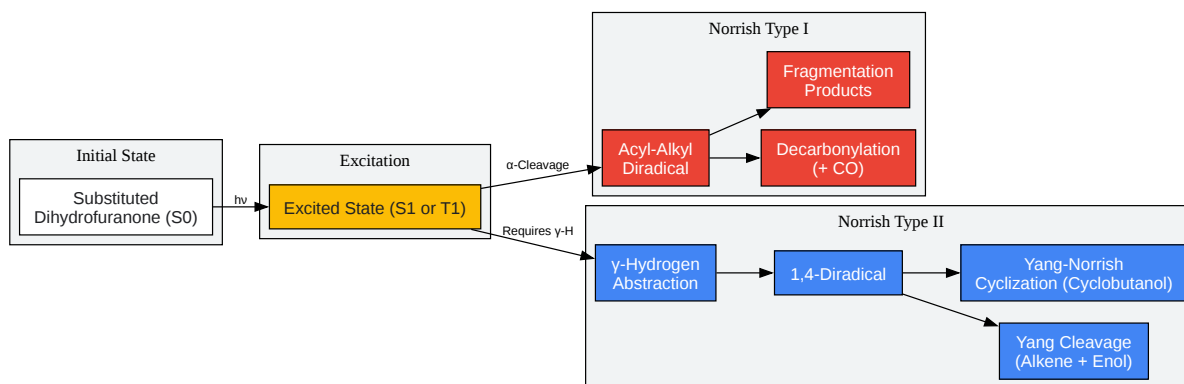 Initial State
Substituted
Dihydrofuranone (S0)
hν
Excitation
Excited State (S1 or T1)
α-Cleavage
Requires γ-H
Norrish Type I
Fragmentation
Products
Acyl-Alkyl
Diradical
Decarbonylation
(+ CO)
Norrish Type II
γ-Hydrogen
Abstraction
1,4-Diradical
Yang-Norrish
Cyclization (Cyclobutanol)
Yang Cleavage
(Alkene + Enol)